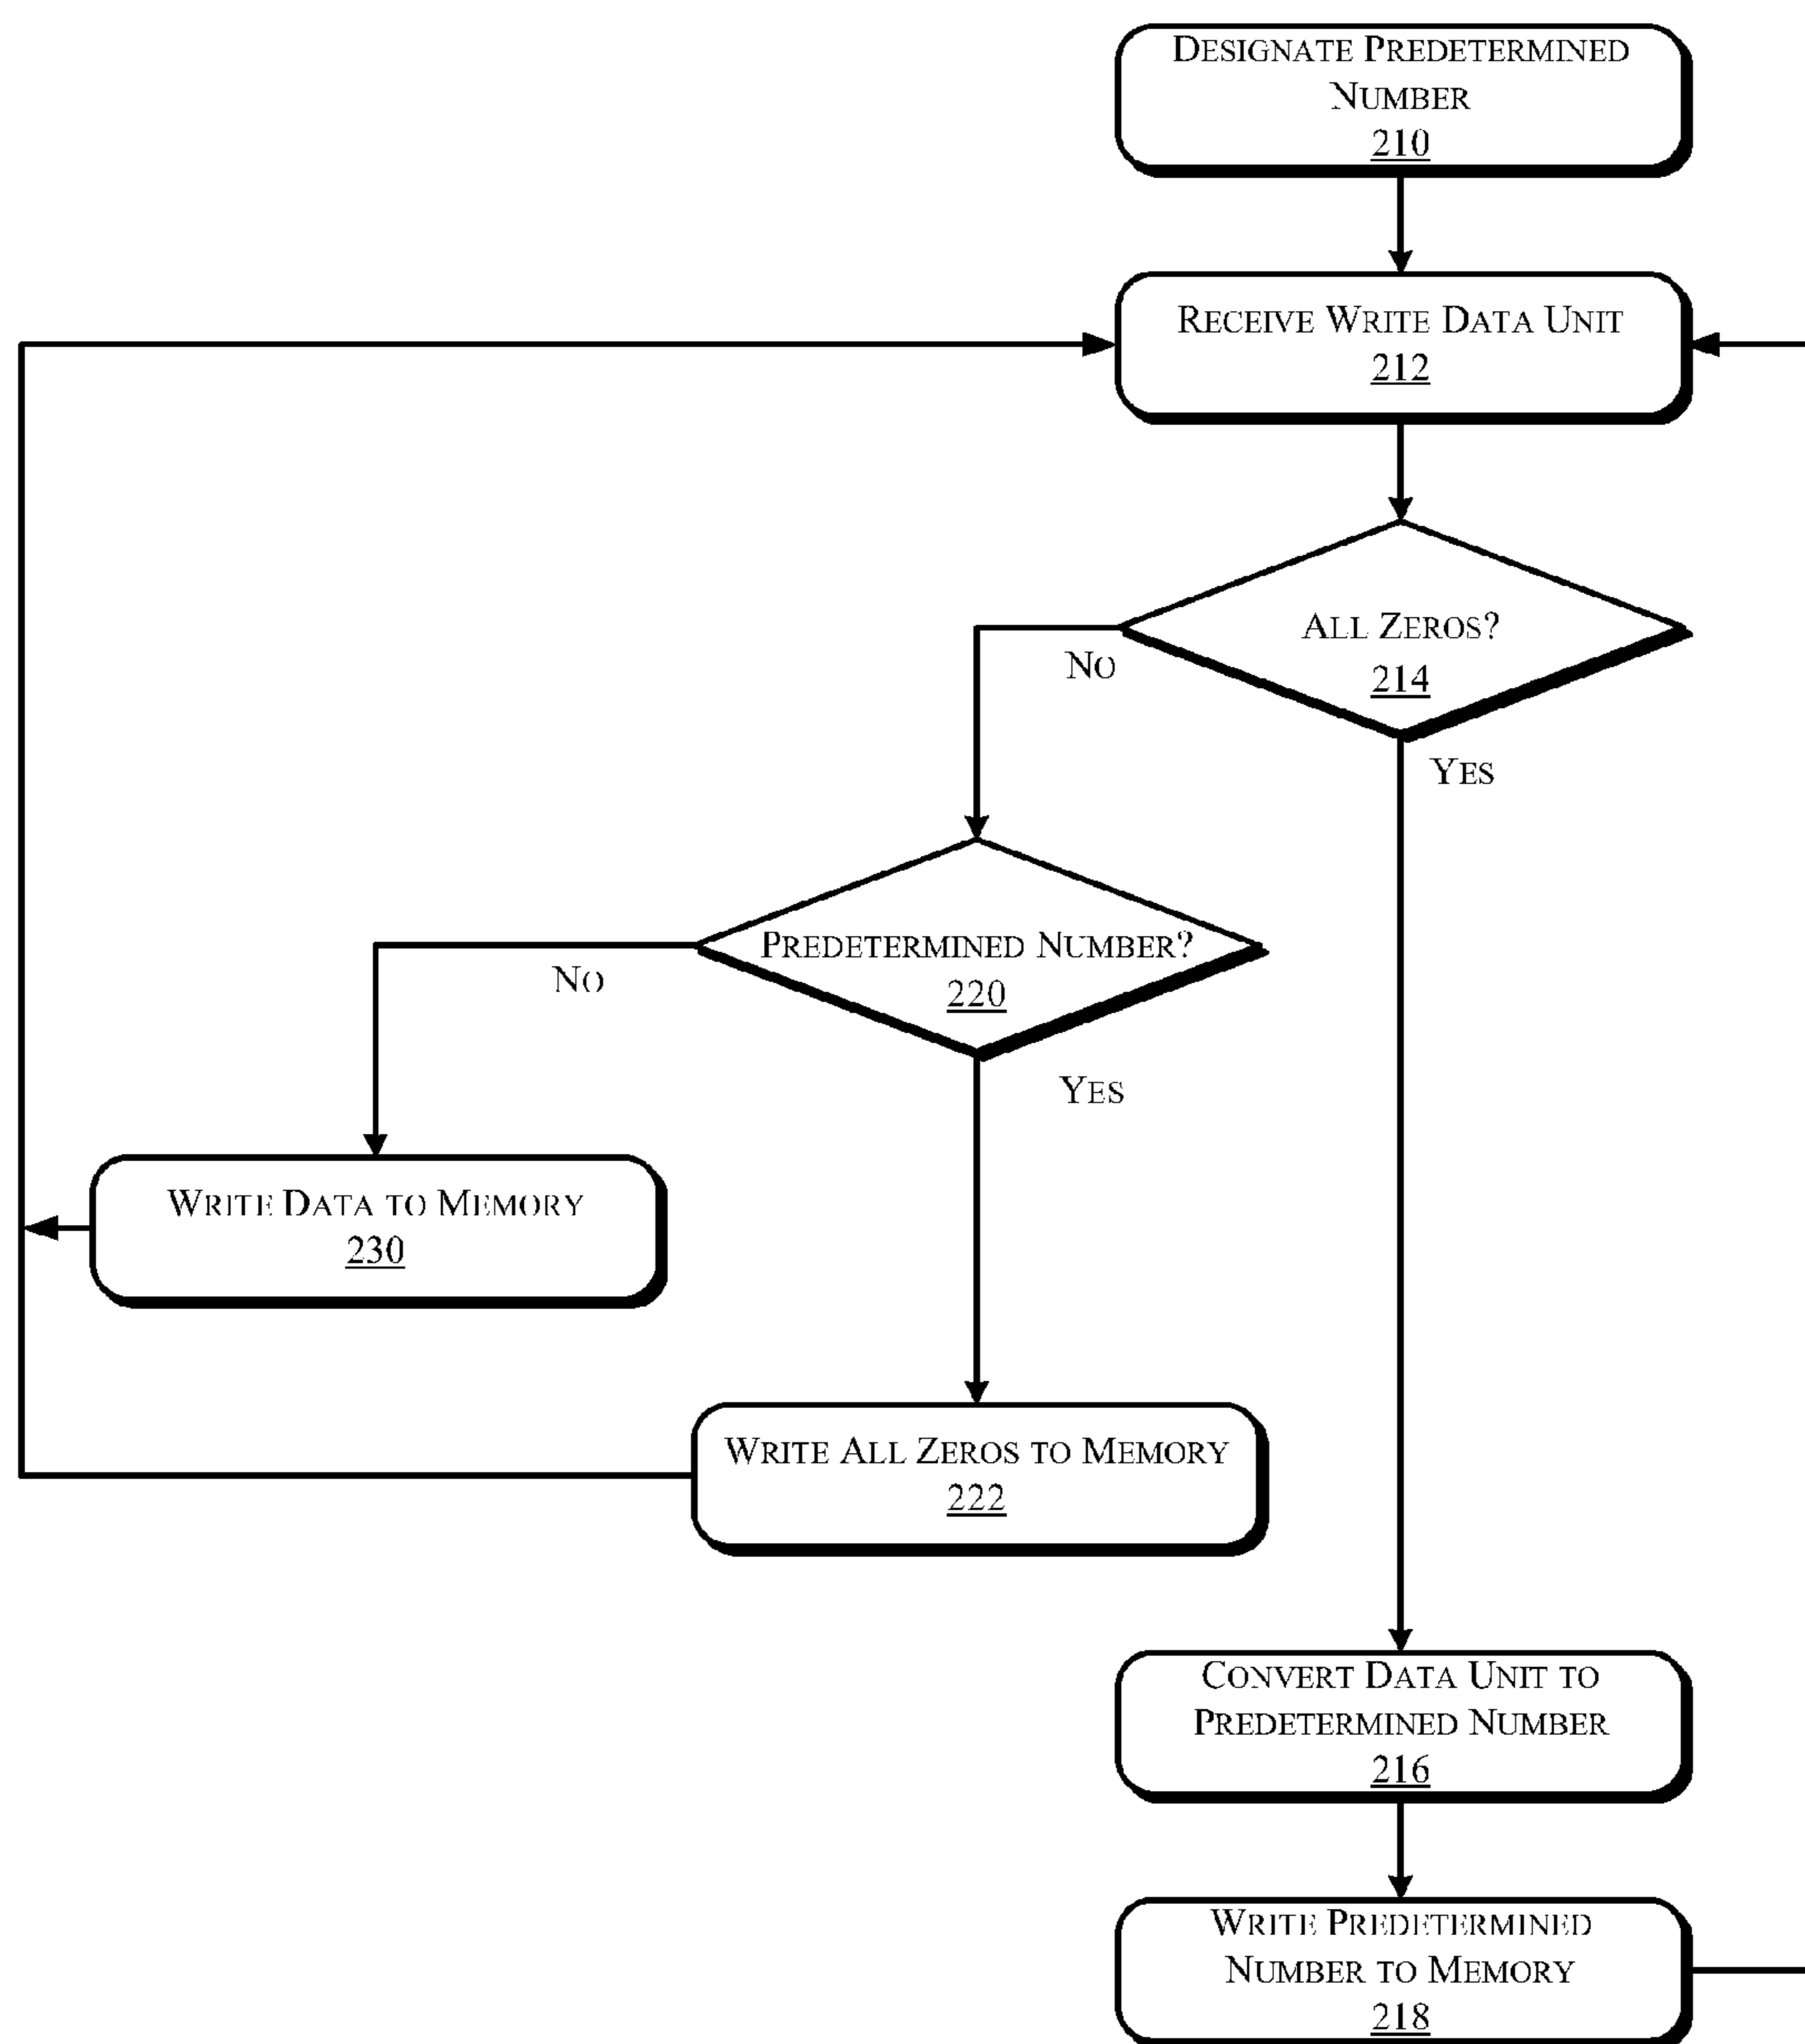 DESIGNATE PREDETERMINED
NUMBER
210
RECEIVE WRITE DATA UNIT
212
ALL ZEROS?
214
NO
YES
PREDETERMINED NUMBER?
220
NO
YES
WRITE DATA TO MEMORY
230
WRITE ALL ZEROS TO MEMORY
222
CONVERT DATA UNIT TO
PREDETERMINED NUMBER
216
WRITE PREDETERMINED
NUMBER TO MEMORY
218